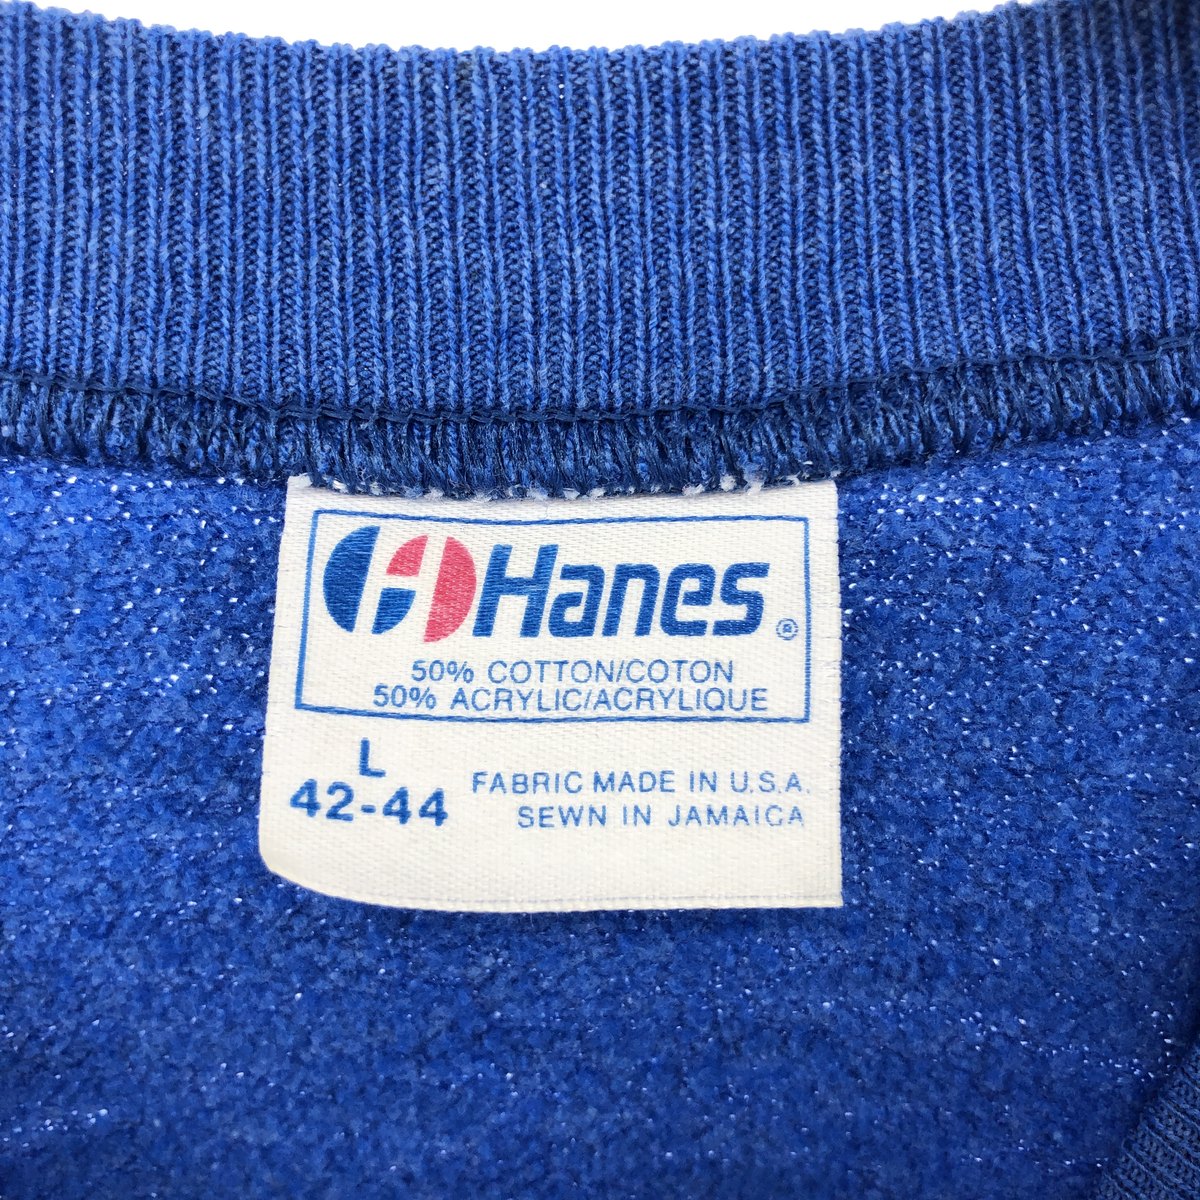 Hanes®
50% COTTON/COTON
50% ACRYLIC/ACRYLIQUE
L
42-44
FABRIC MADE IN U.S.A.
SEWN IN JAMAICA